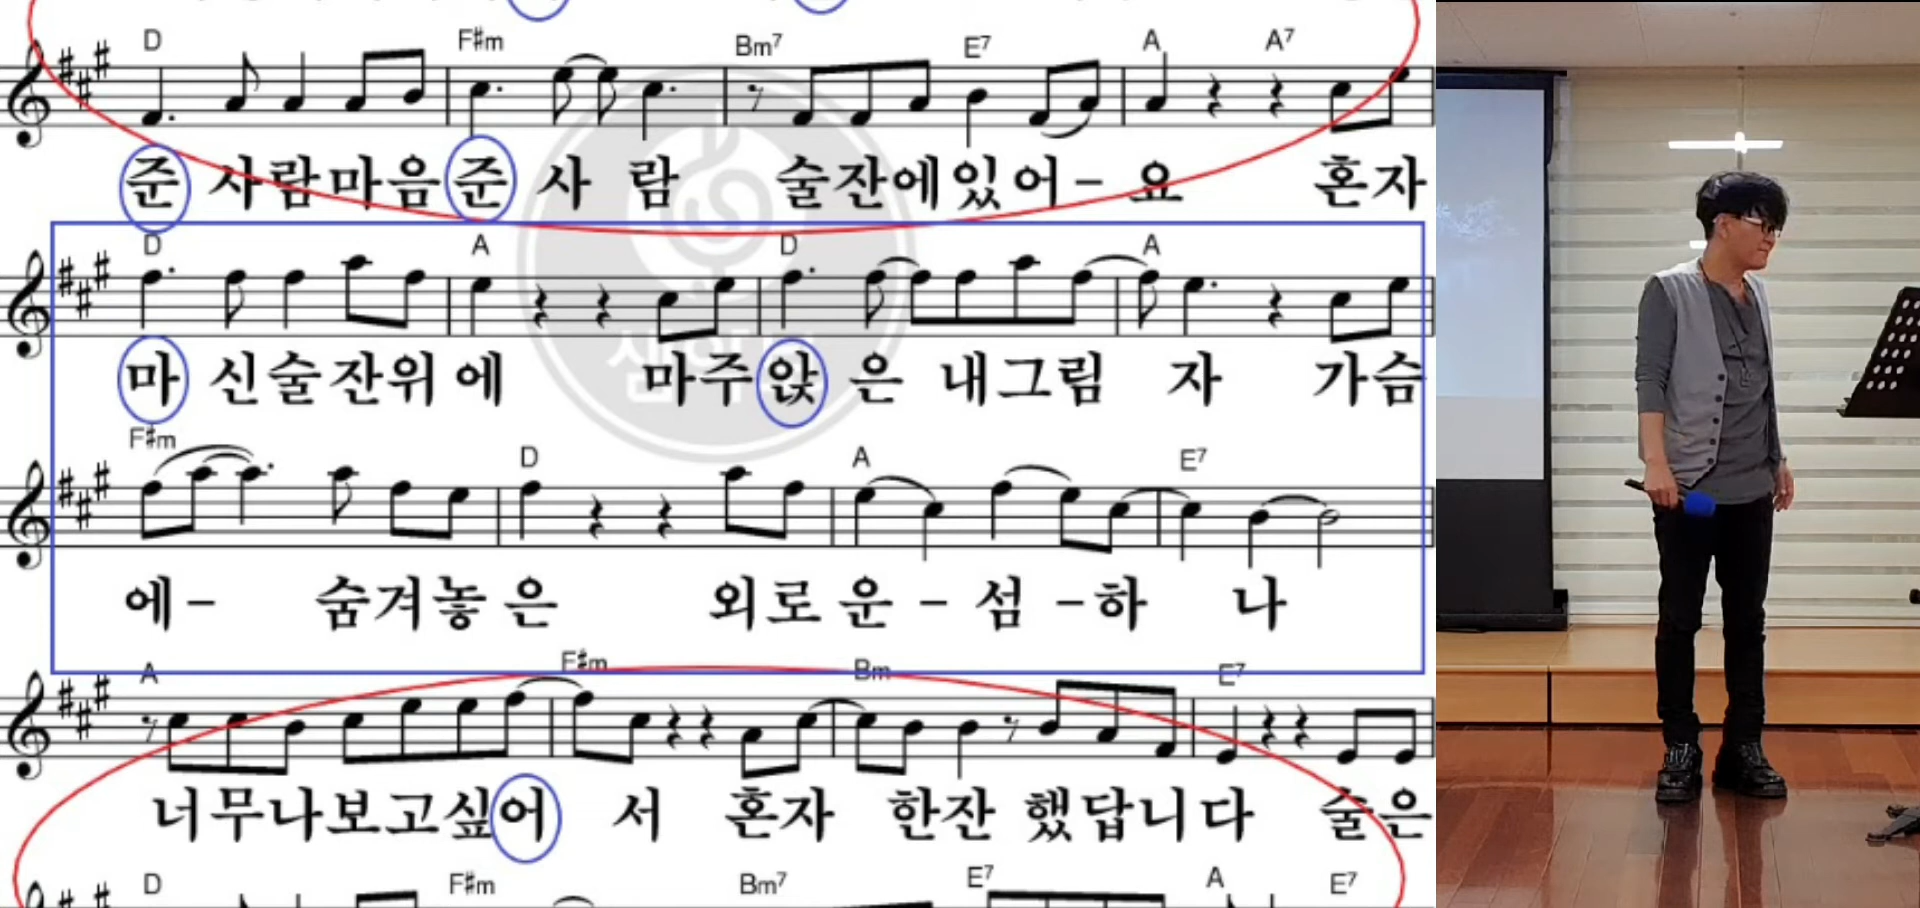 D F#m Bm7 E7 A A7
준 사람마음 준 사 람 술잔에있어- 요 혼자
D A D A
마 신술잔위에 마주앉 은 내그림 자 가슴
F#m D A E7
에- 숨겨놓은 외로운-섬-하 나
A F#m Bm E7
너무나보고싶어 서 혼자 한잔 했답니다 술은
D F#m Bm7 E7 A E7